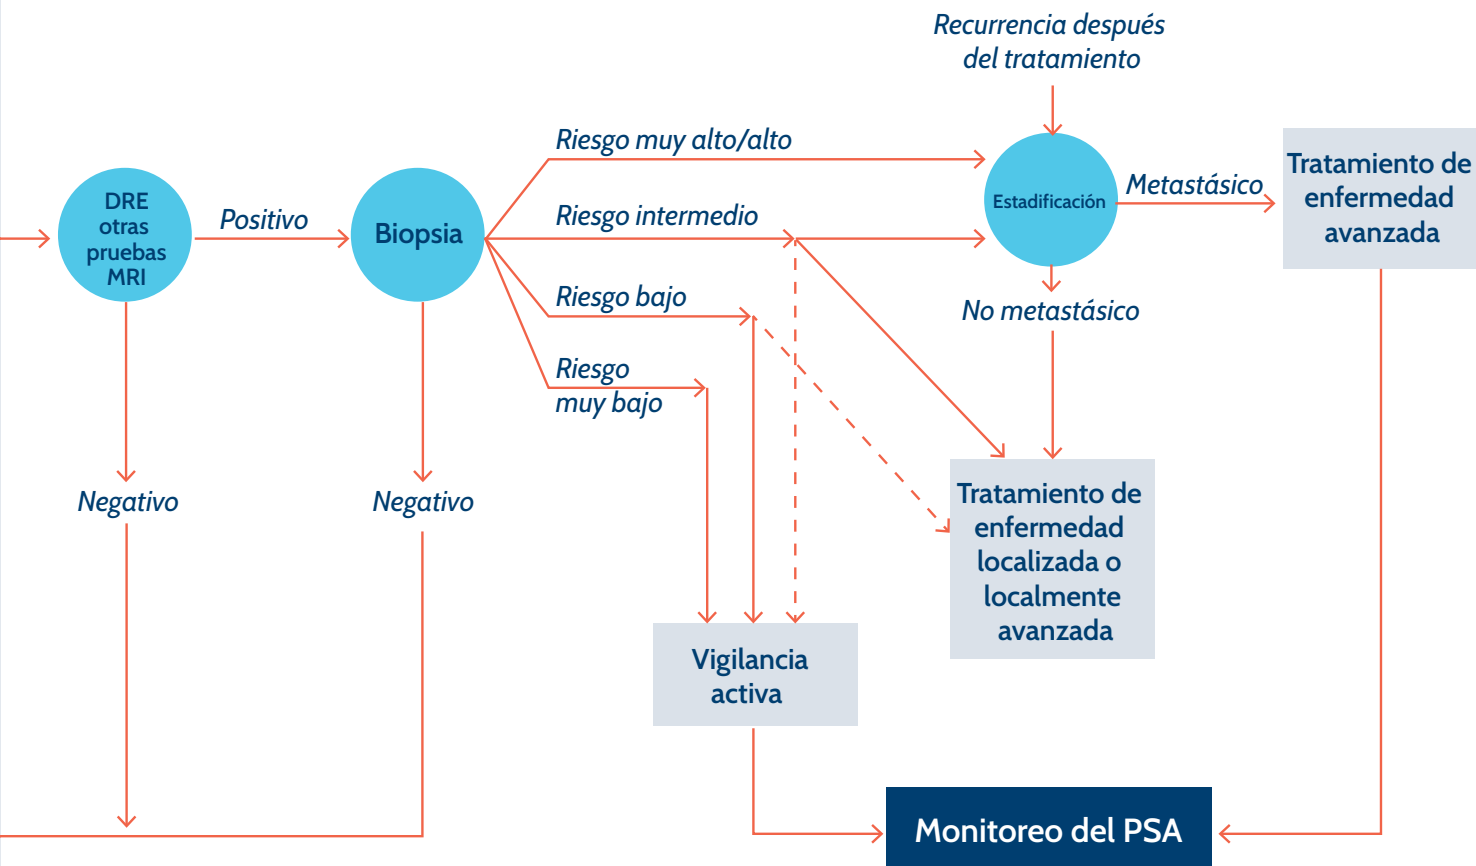 Recurrencia después
del tratamiento
Riesgo muy alto/alto
Tratamiento de
enfermedad
avanzada
Metastásico
Estadificación
DRE
otras
pruebas
MRI
Positivo
Biopsia
Riesgo intermedio
Riesgo bajo
No metastásico
Riesgo
muy bajo
Negativo
Negativo
Tratamiento de
enfermedad
localizada o
localmente
avanzada
Vigilancia
activa
Monitoreo del PSA